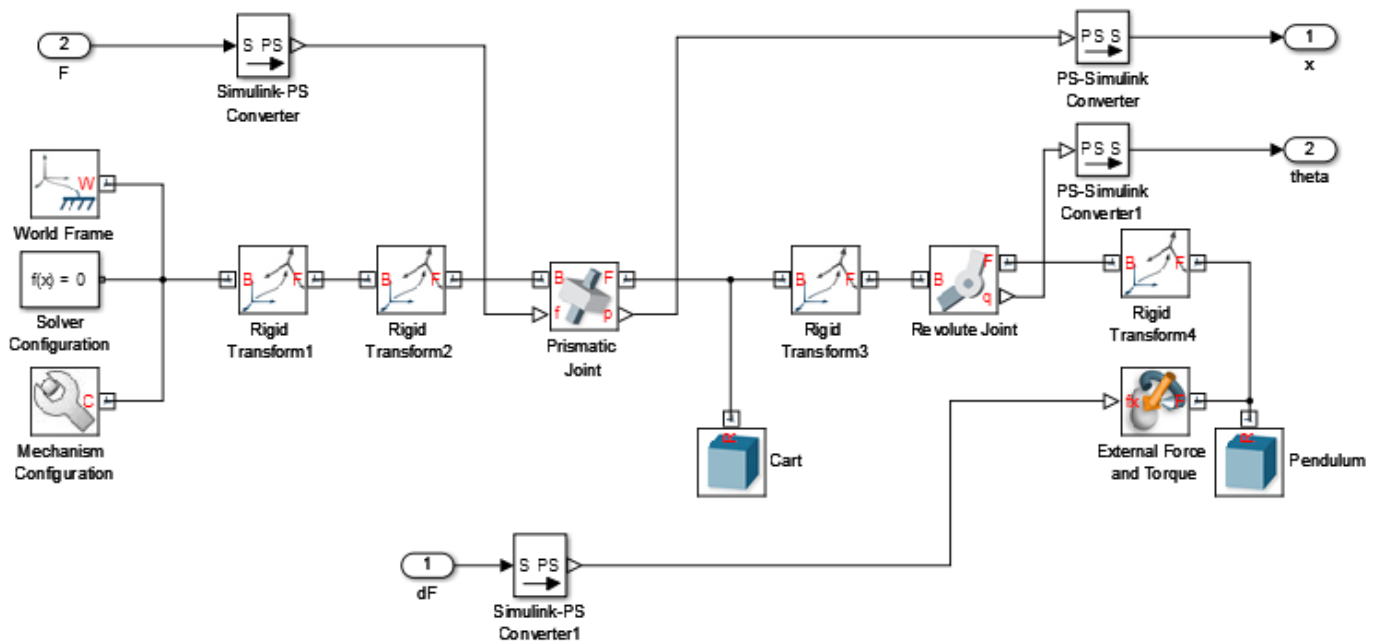 2
F
S PS
Simulink-PS
Converter
PS S
PS-Simulink
Converter
1
x
PS S
PS-Simulink
Converter1
2
theta
W
World Frame
f(x) = 0
Solver
Configuration
C
Mechanism
Configuration
B F
Rigid
Transform1
B F
Rigid
Transform2
B F
f p
Prismatic
Joint
B F
Rigid
Transform3
B F
q
Revolute Joint
B F
Rigid
Transform4
R
Cart
fx F
External Force
and Torque
R
Pendulum
1
dF
S PS
Simulink-PS
Converter1